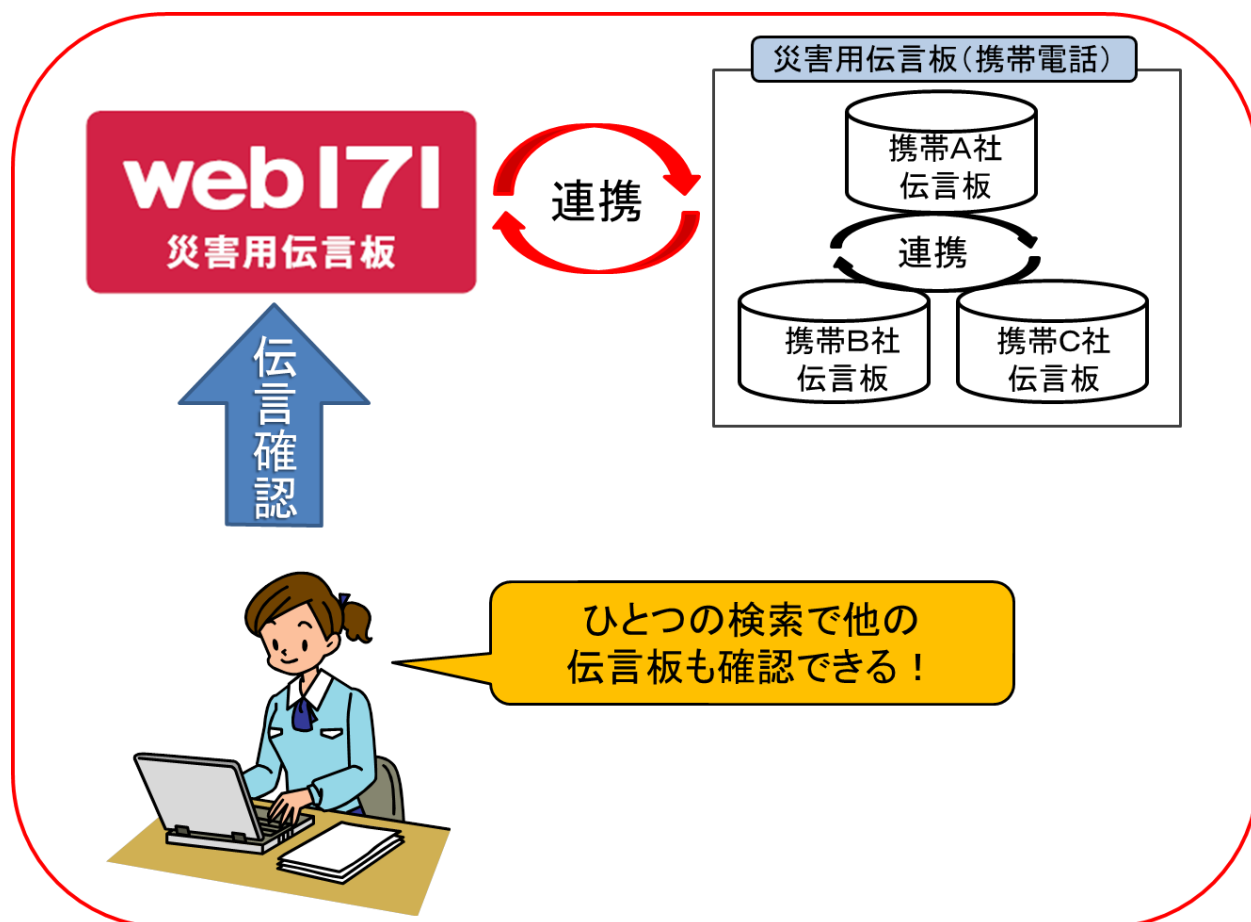 災害用伝言板(携帯電話)
web171
災害用伝言板
連携
携帯A社
伝言板
連携
携帯B社
伝言板
携帯C社
伝言板
伝言確認
ひとつの検索で他の
伝言板も確認できる!